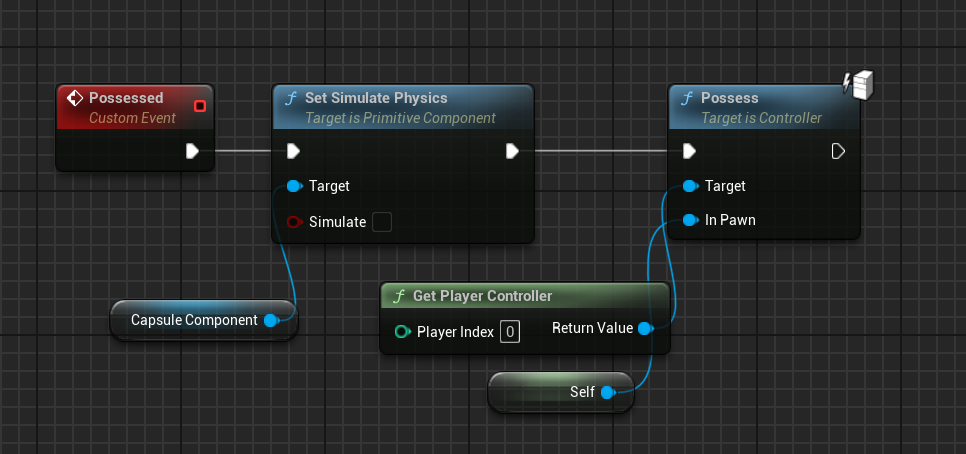 Possessed
Custom Event
f Set Simulate Physics
Target is Primitive Component
Target
Simulate
f Possess
Target is Controller
Target
In Pawn
Capsule Component
f Get Player Controller
Player Index 0 Return Value
Self